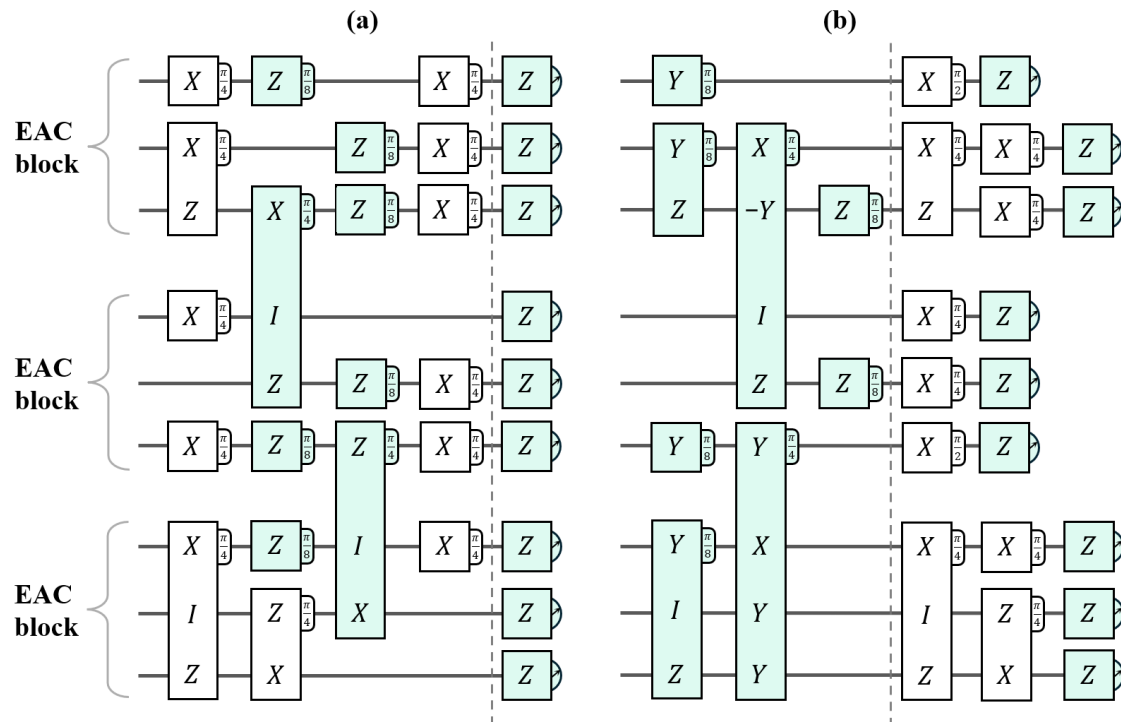 (a) (b)
X π/4 Z π/8 X π/4 Z Y π/8 X π/2 Z
EAC block
X π/4 Z π/8 X π/4 Z Y π/8 X π/4 X π/4 X π/4 Z
Z X π/4 Z π/8 X π/4 Z Z −Y Z π/8 Z X π/4 Z
X π/4 I Z I X π/4 Z
EAC block
Z Z π/8 X π/4 Z Z Z π/8 X π/4 Z
X π/4 Z π/8 Z π/4 X π/4 Z Y π/8 Y π/4 X π/2 Z
X π/4 Z π/8 I X π/4 Z Y π/8 X X π/4 X π/4 Z
EAC block
I Z π/4 X Z I Y I Z π/4 Z
Z X Z Z Y Z X Z